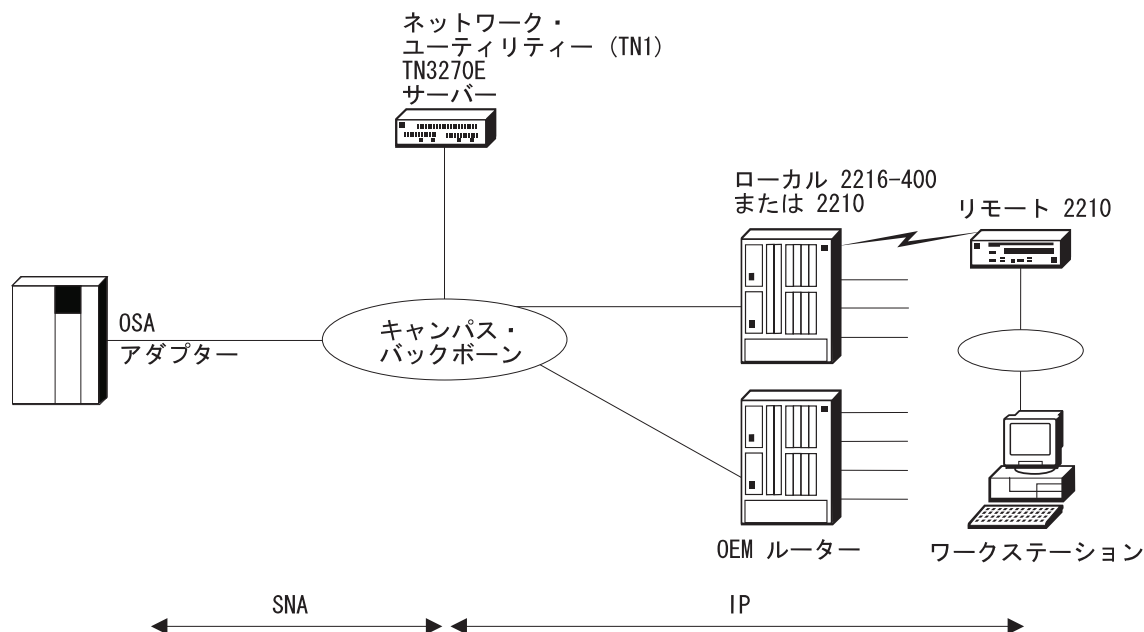 ネットワーク・
ユーティリティー (TN1)
TN3270E
サーバー
ローカル 2216-400
または 2210
リモート 2210
OSA
アダプター
キャンパス・
バックボーン
OEM ルーター
ワークステーション
SNA
IP